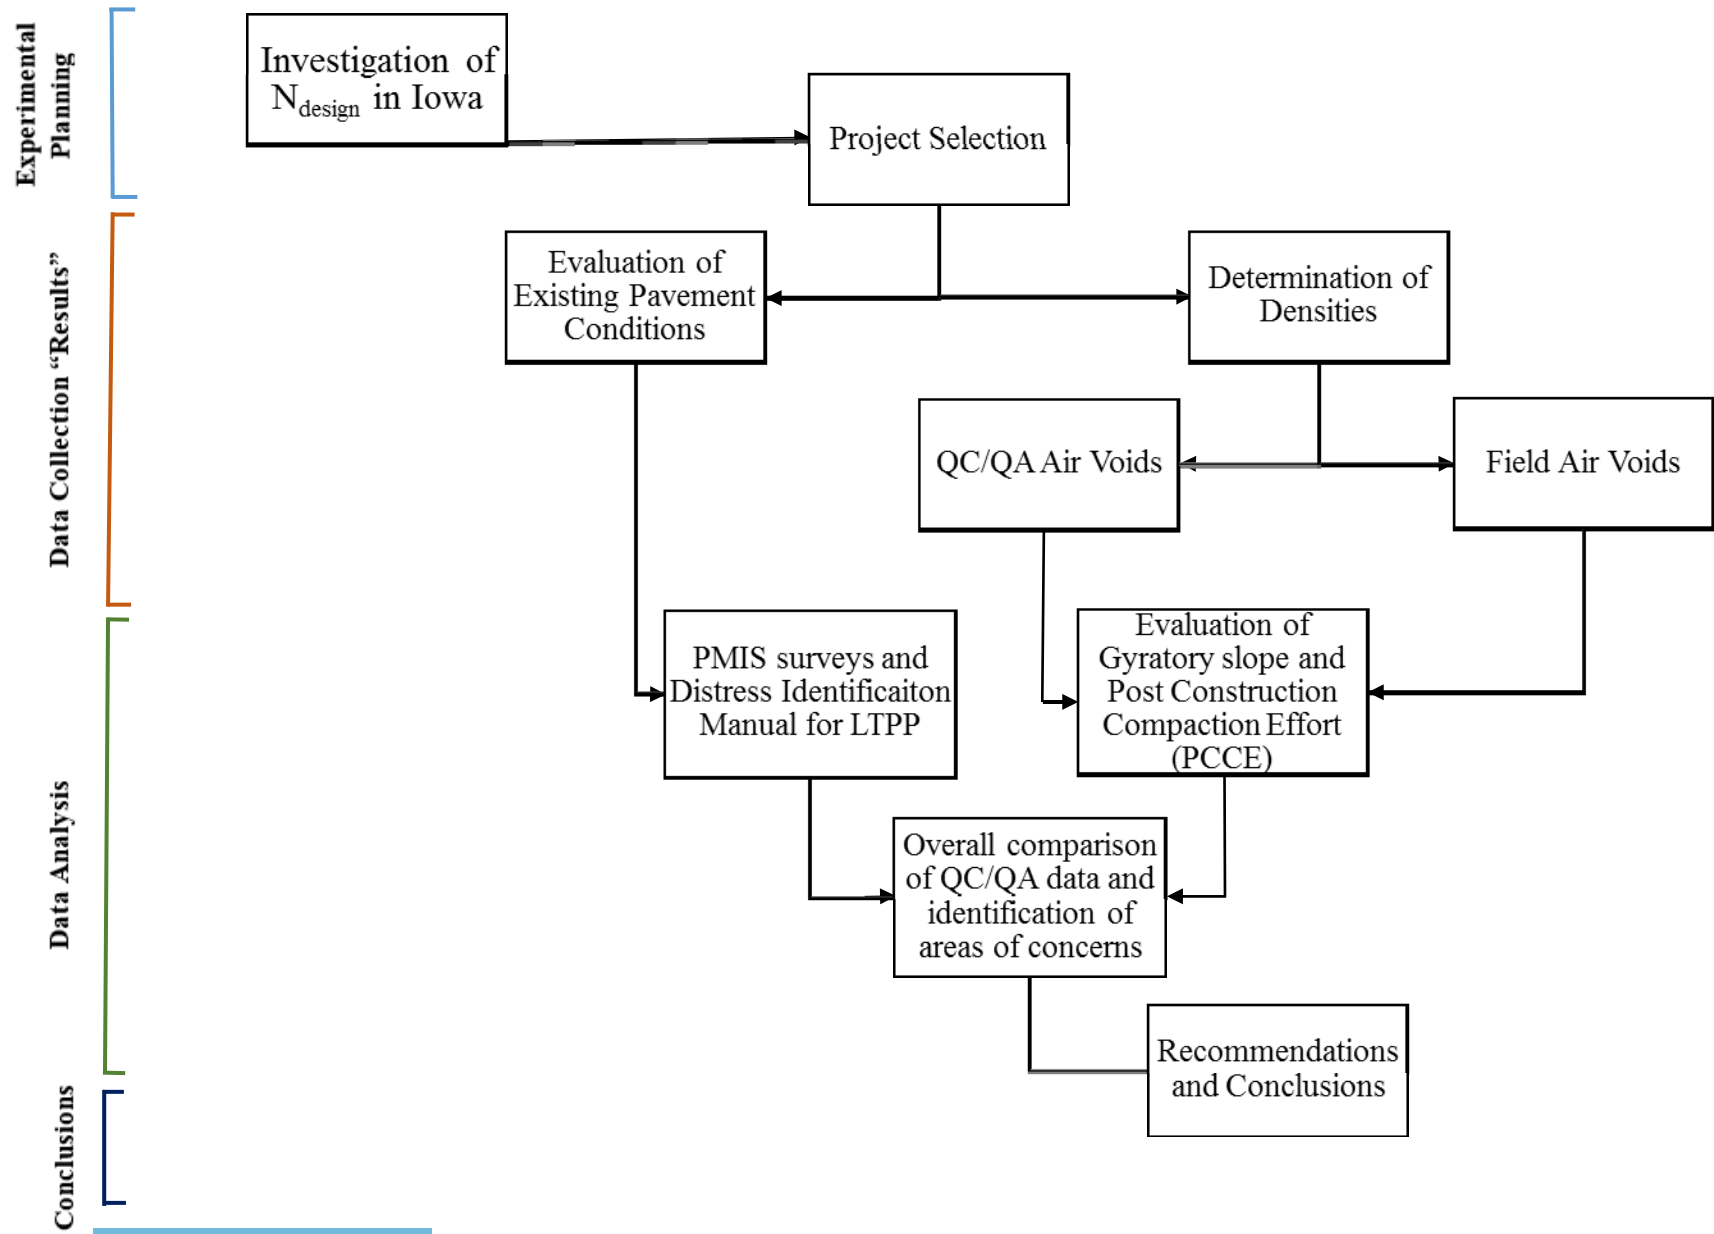 Experimental
Planning
Investigation of
Ndesign in Iowa
Project Selection
Data Collection “Results”
Evaluation of
Existing Pavement
Conditions
Determination of
Densities
QC/QA Air Voids
Field Air Voids
Data Analysis
PMIS surveys and
Distress Identificaiton
Manual for LTPP
Evaluation of
Gyratory slope and
Post Construction
Compaction Effort
(PCCE)
Overall comparison
of QC/QA data and
identification of
areas of concerns
Conclusions
Recommendations
and Conclusions